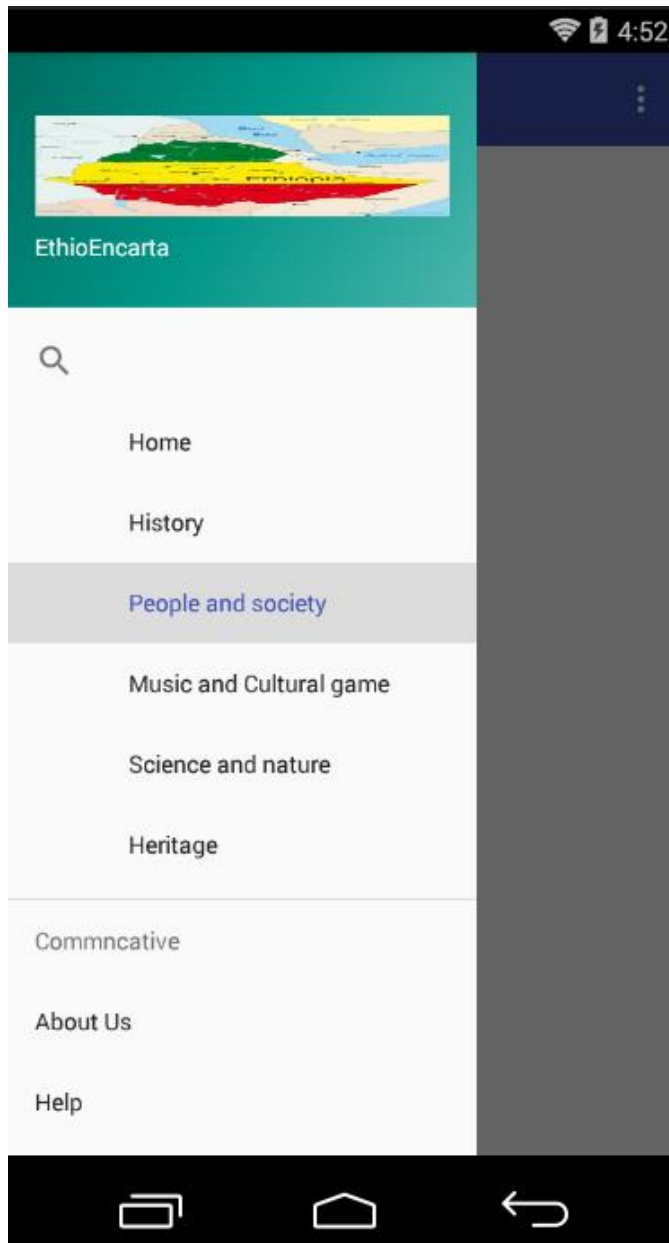 4:52
Ethiopia
EthioEncarta
Home
History
People and society
Music and Cultural game
Science and nature
Heritage
Commncative
About Us
Help